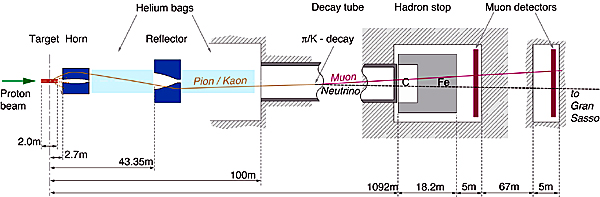 Helium bags
Decay tube
Hadron stop
Muon detectors
Target
Horn
Reflector
π/K - decay
Proton
beam
Pion / Kaon
Muon
Neutrino
C
Fe
to
Gran
Sasso
2.0m
2.7m
43.35m
100m
1092m
18.2m
5m
67m
5m